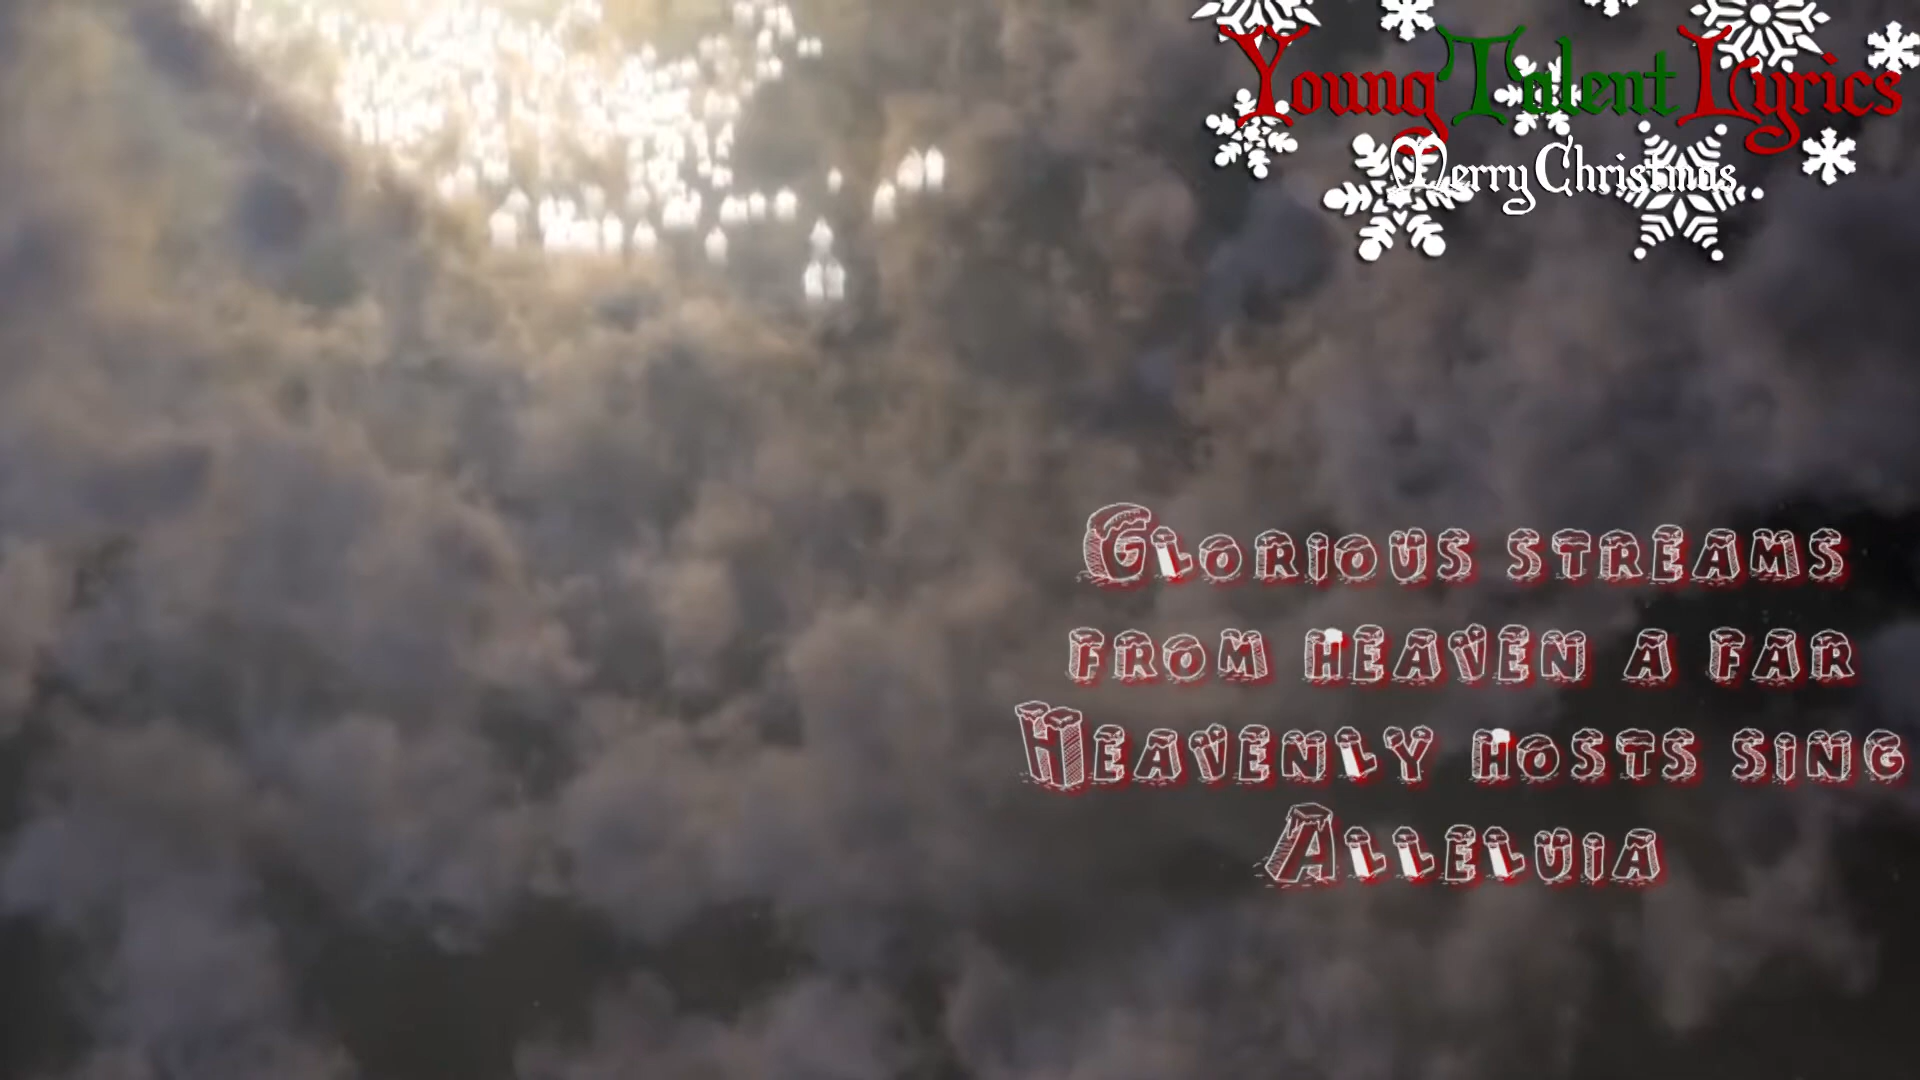 Young Talent Lyrics
Merry Christmas
Glorious streams
from heaven a far
Heavenly hosts sing
Alleluia